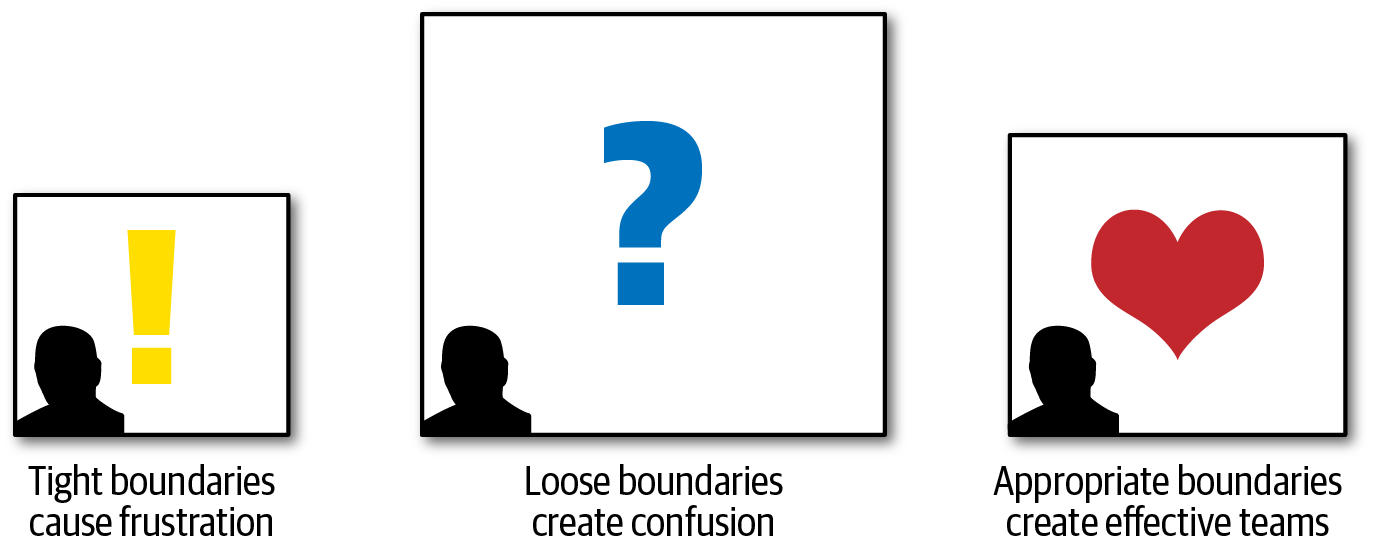 !
?
Tight boundaries
cause frustration
Loose boundaries
create confusion
Appropriate boundaries
create effective teams